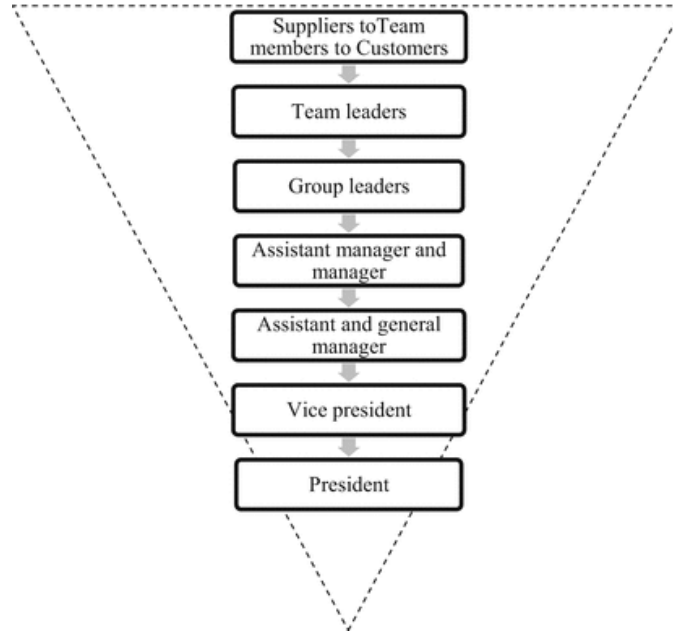 Suppliers toTeam
members to Customers
Team leaders
Group leaders
Assistant manager and
manager
Assistant and general
manager
Vice president
President